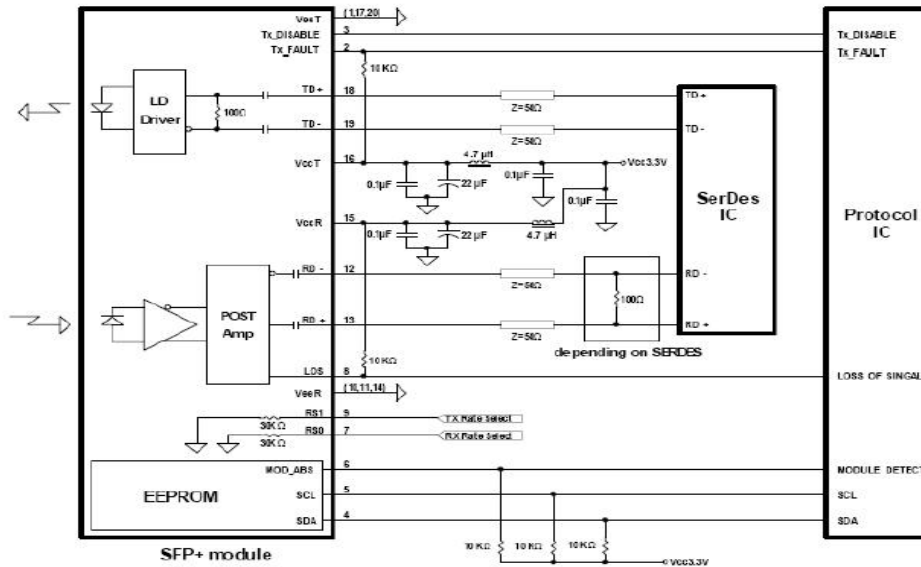 VeeT (1,17,20)
Tx_DISABLE 3 Tx_DISABLE
Tx_FAULT 2 Tx_FAULT
10KΩ
LD Driver
100Ω
TD+ 18 Z=50Ω TD+
TD- 19 Z=50Ω TD-
VccT 16
4.7 µH
Vcc3.3V
0.1µF
22µF
0.1µF
0.1µF
SerDes IC
Protocol IC
VccR 15
0.1µF
22µF
4.7 µH
POST Amp
RD - 12 Z=50Ω RD -
100Ω
RD + 13 Z=50Ω RD +
depending on SERDES
10KΩ
LOS 8 LOSS OF SINGAL
VeeR (10,11,14)
RS1 9 TX Rate Select
30KΩ
RS0 7 RX Rate Select
30KΩ
EEPROM
MOD_ABS 6 MODULE DETECT
SCL 5 SCL
SDA 4 SDA
10KΩ 10KΩ 10KΩ
Vcc3.3V
SFP+ module